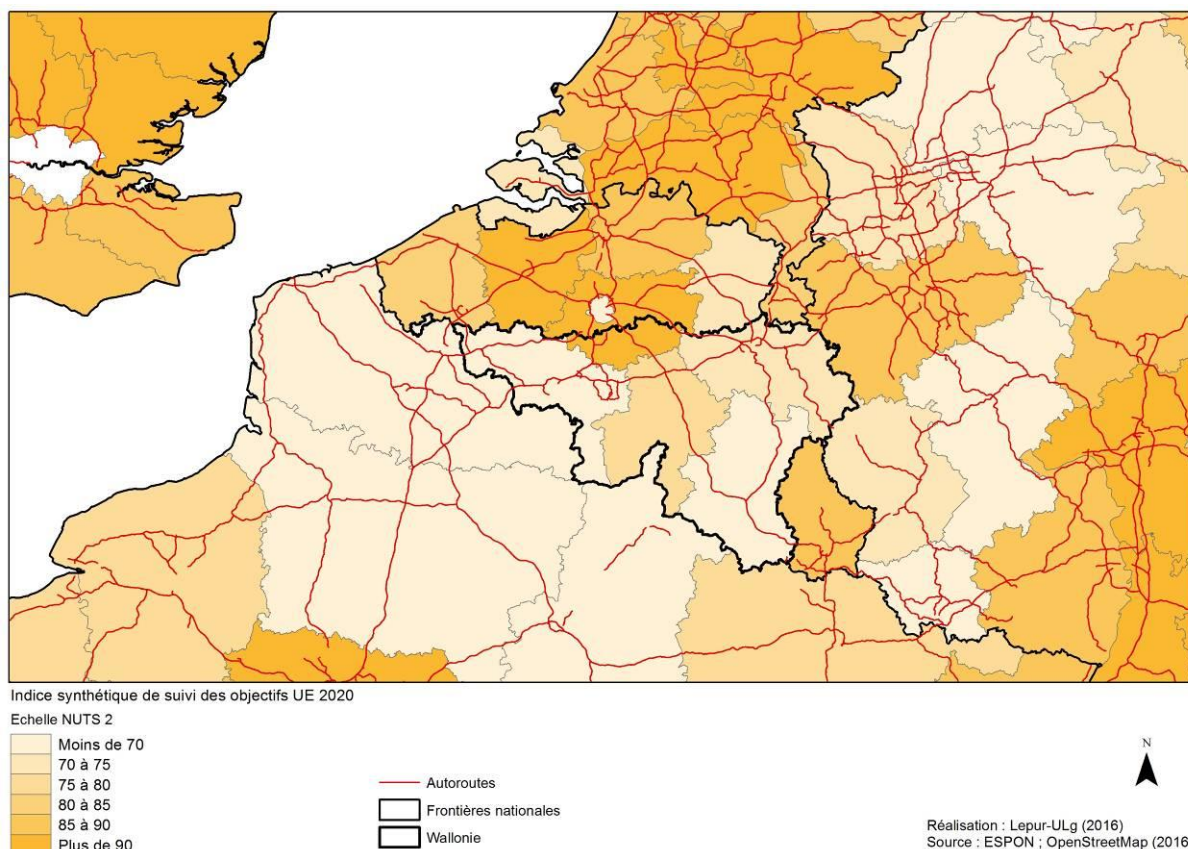 Indice synthétique de suivi des objectifs UE 2020
Echelle NUTS 2
Moins de 70
70 à 75
75 à 80
80 à 85
85 à 90
Plus de 90
Autoroutes
Frontières nationales
Wallonie
N
Réalisation : Lepur-ULg (2016)
Source : ESPON ; OpenStreetMap (2016